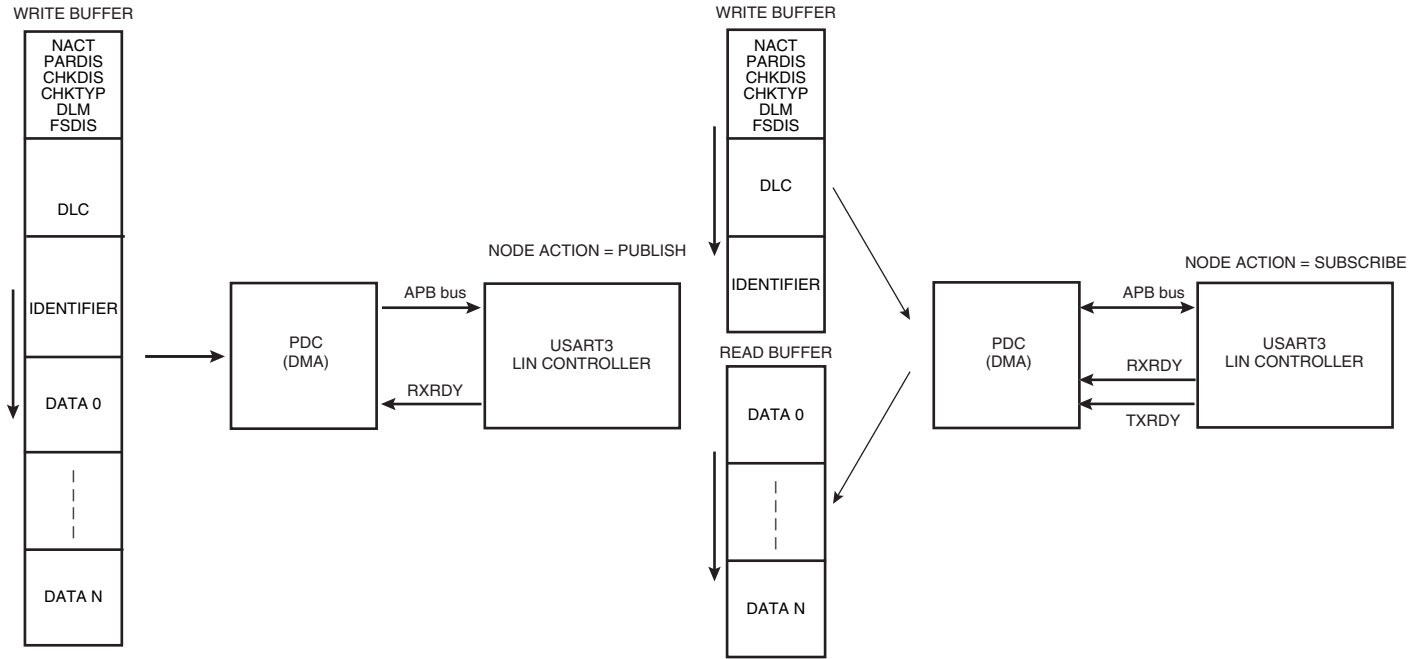 WRITE BUFFER
NACT
PARDIS
CHKDIS
CHKTYP
DLM
FSDIS
DLC
IDENTIFIER
DATA 0
DATA N
PDC
(DMA)
APB bus
RXRDY
NODE ACTION = PUBLISH
USART3
LIN CONTROLLER
WRITE BUFFER
NACT
PARDIS
CHKDIS
CHKTYP
DLM
FSDIS
DLC
IDENTIFIER
READ BUFFER
DATA 0
DATA N
PDC
(DMA)
APB bus
RXRDY
TXRDY
NODE ACTION = SUBSCRIBE
USART3
LIN CONTROLLER